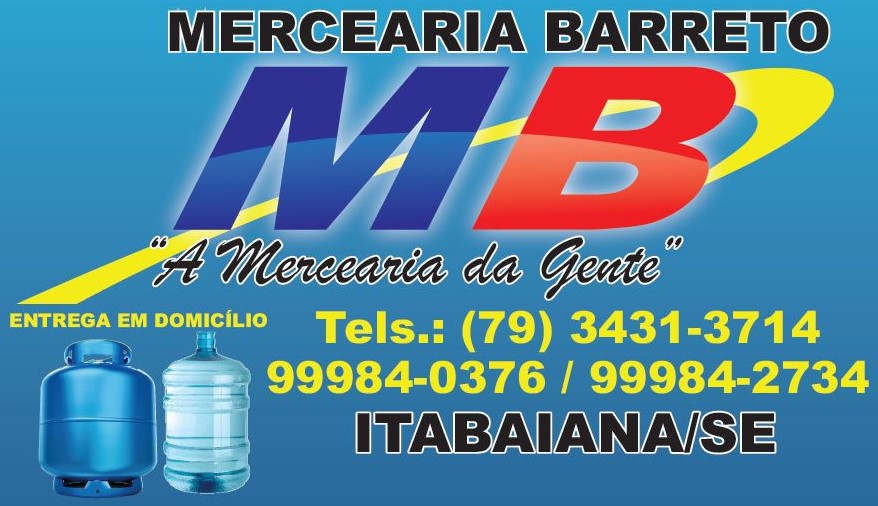 MERCEARIA BARRETO
MB
"A Mercearia da Gente"
ENTREGA EM DOMICÍLIO
Tels.: (79) 3431-3714
99984-0376 / 99984-2734
ITABAIANA/SE